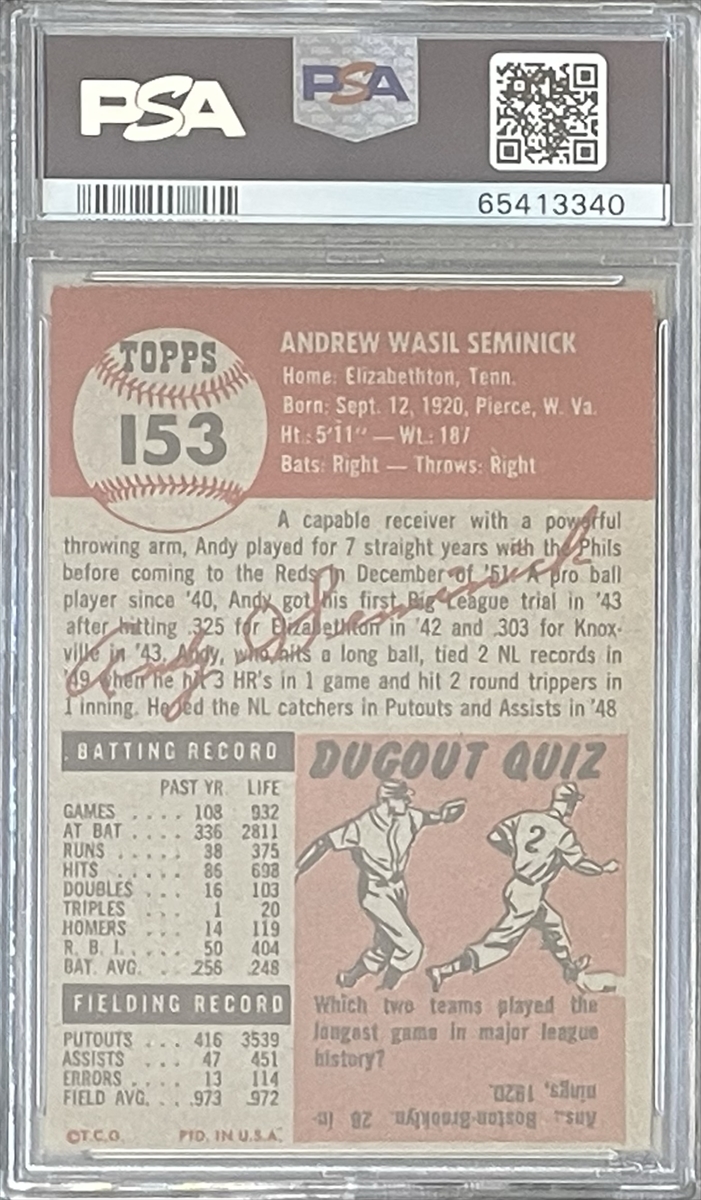 PSA
PSA
65413340
TOPPS
153
ANDREW WASIL SEMINICK
Home: Elizabethton, Tenn.
Born: Sept. 12, 1920, Pierce, W. Va.
Ht.: 5'11" — Wt.: 187
Bats: Right — Throws: Right
A capable receiver with a powerful
throwing arm, Andy played for 7 straight years with the Phils
before coming to the Reds in December of '51. A pro ball
player since '40, Andy got his first Big League trial in '43
after hitting .325 for Elizabethton in '42 and .303 for Knox-
ville in '43. Andy, who hits a long ball, tied 2 NL records in
'49 when he hit 3 HR's in 1 game and hit 2 round trippers in
1 inning. He led the NL catchers in Putouts and Assists in '48
Andy Seminick
BATTING RECORD
PAST YR. LIFE
GAMES . . . . 108 932
AT BAT . . . . 336 2811
RUNS . . . . . 38 375
HITS . . . . . 86 698
DOUBLES . . . 16 103
TRIPLES . . . 1 20
HOMERS . . . 14 119
R. B. I. . . . . 50 404
BAT. AVG. . . .256 .248
FIELDING RECORD
PUTOUTS . . . 416 3539
ASSISTS . . . 47 451
ERRORS . . . . 13 114
FIELD AVG. . . .973 .972
©T.C.G. PTD. IN U.S.A.
DUGOUT QUIZ
2
Which two teams played the
longest game in major league
history?
Ans.: Boston-Brooklyn. 26 in-
nings, 1920.